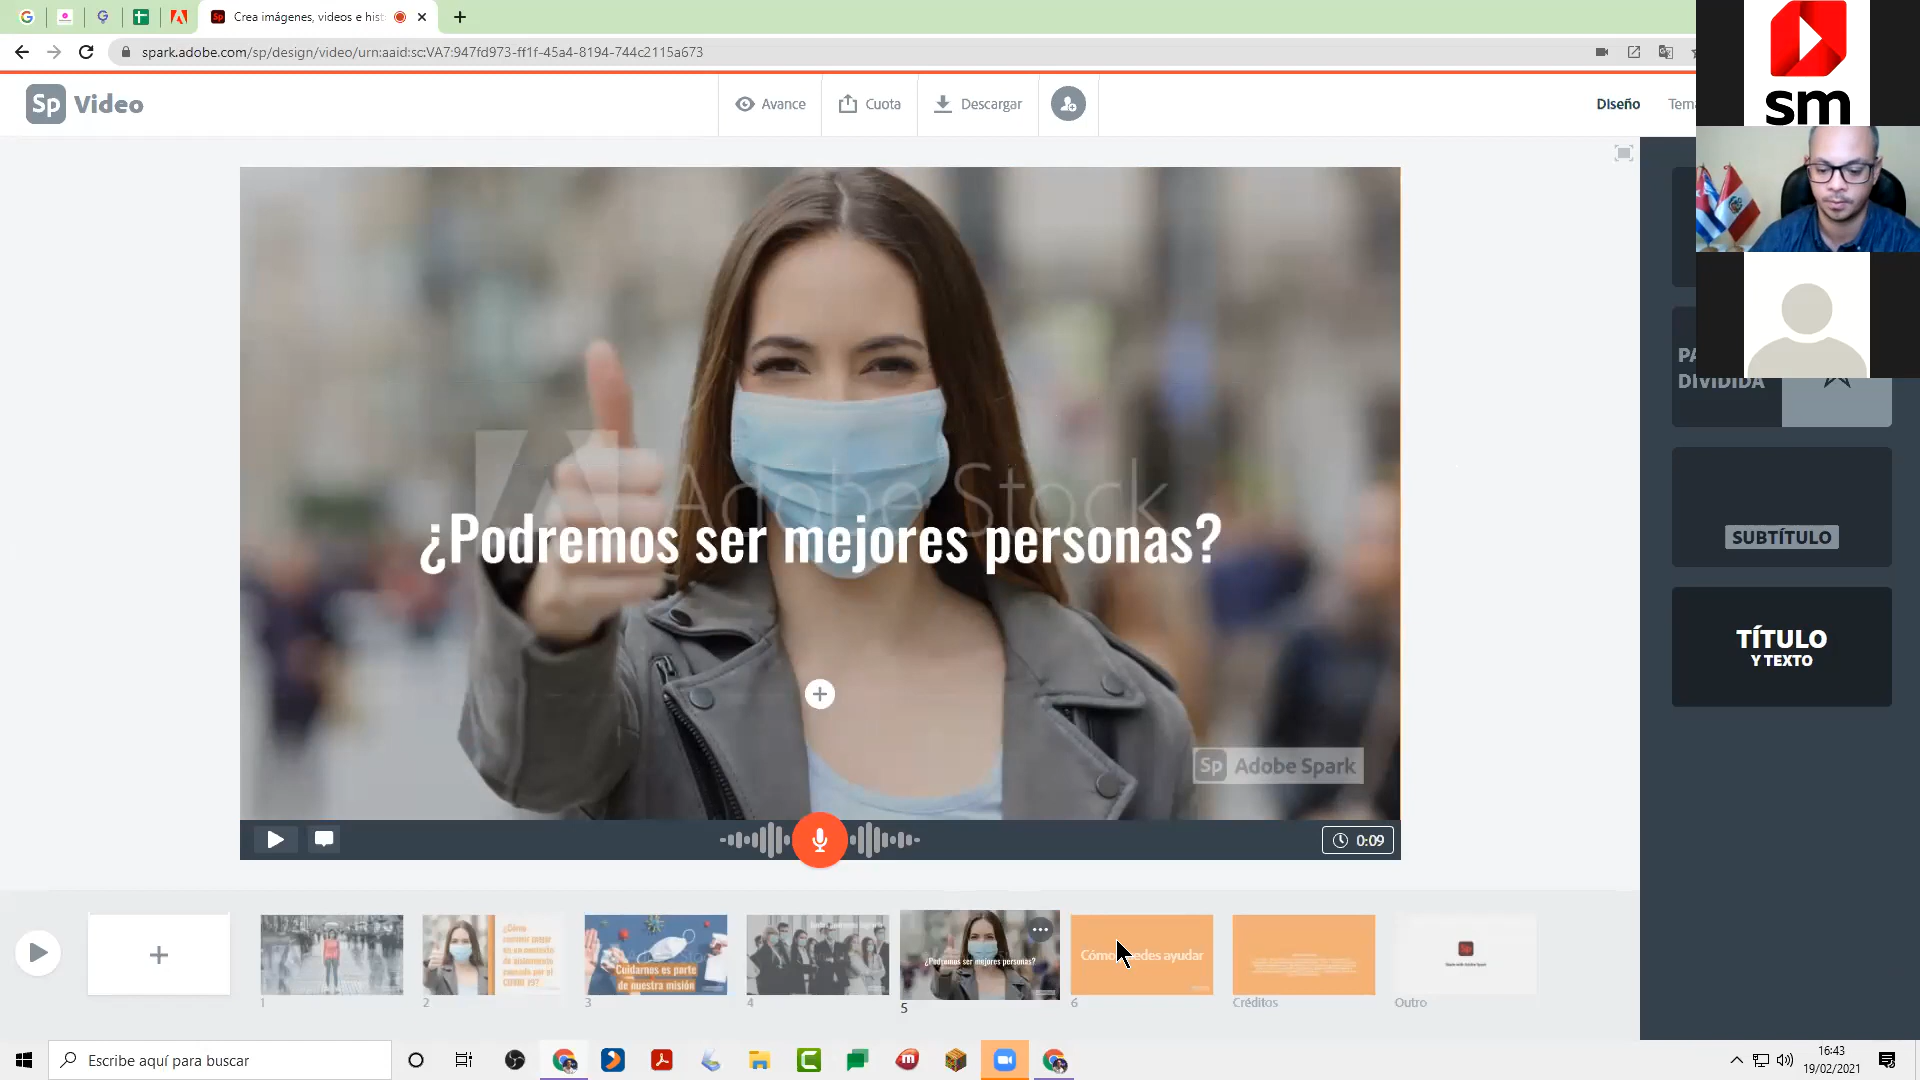 Crea imágenes, videos e hist
spark.adobe.com/sp/design/video/urn:aaid:sc:VA7:947fd973-ff1f-45a4-8194-744c2115a673
Sp Video
Avance
Cuota
Descargar
Diseño
Tem
sm
Adobe Stock
¿Podremos ser mejores personas?
Sp Adobe Spark
0:09
DIVIDIDA
SUBTÍTULO
TÍTULO
Y TEXTO
¿Cómo
Cuidarnos es parte
de nuestra misión
¿Podremos ser mejores personas?
1
2
3
4
5
6
Créditos
Outro
Escribe aquí para buscar
16:43
19/02/2021